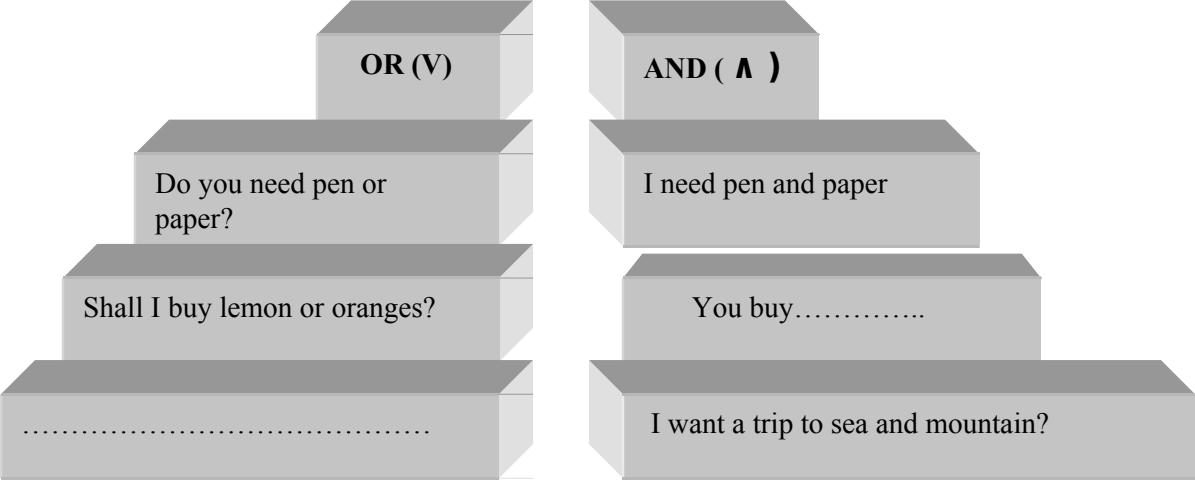 OR (V)
Do you need pen or
paper?
Shall I buy lemon or oranges?
……………………………………
AND ( ∧ )
I need pen and paper
You buy…………..
I want a trip to sea and mountain?